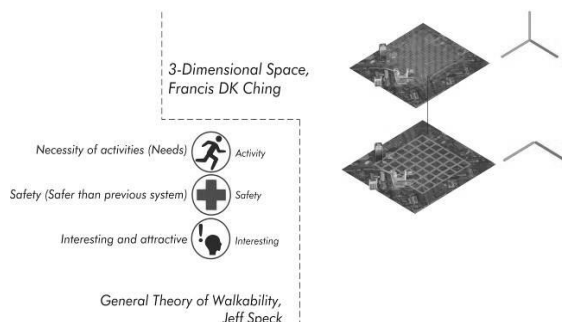 3-Dimensional Space,
Francis DK Ching
Necessity of activities (Needs)
Activity
Safety (Safer than previous system)
Safety
Interesting and attractive
Interesting
General Theory of Walkability,
Jeff Speck